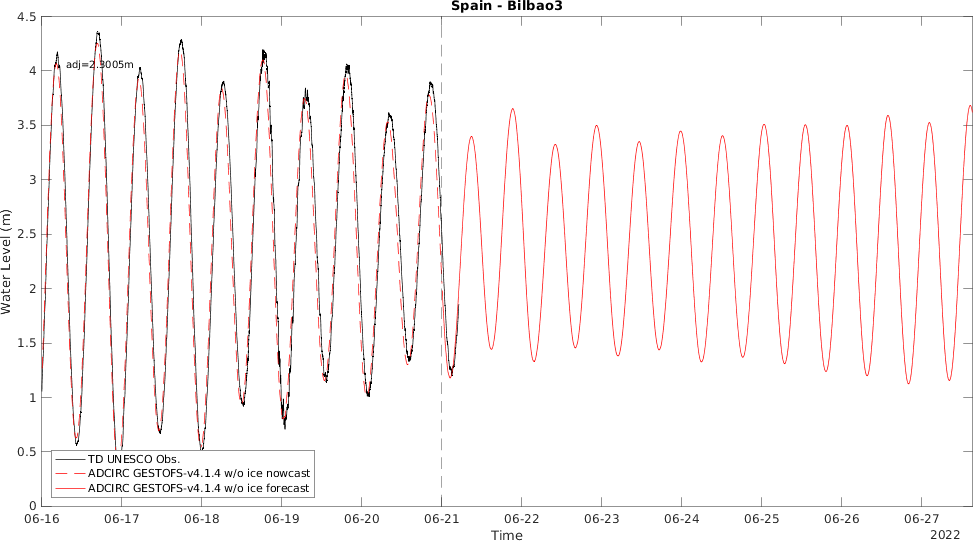 Spain - Bilbao3
4.5
4
3.5
3
2.5
2
1.5
1
0.5
0
Water Level (m)
adj=2.3005m
TD UNESCO Obs.
ADCIRC GESTOFS-v4.1.4 w/o ice nowcast
ADCIRC GESTOFS-v4.1.4 w/o ice forecast
06-16 06-17 06-18 06-19 06-20 06-21 06-22 06-23 06-24 06-25 06-26 06-27
Time
2022